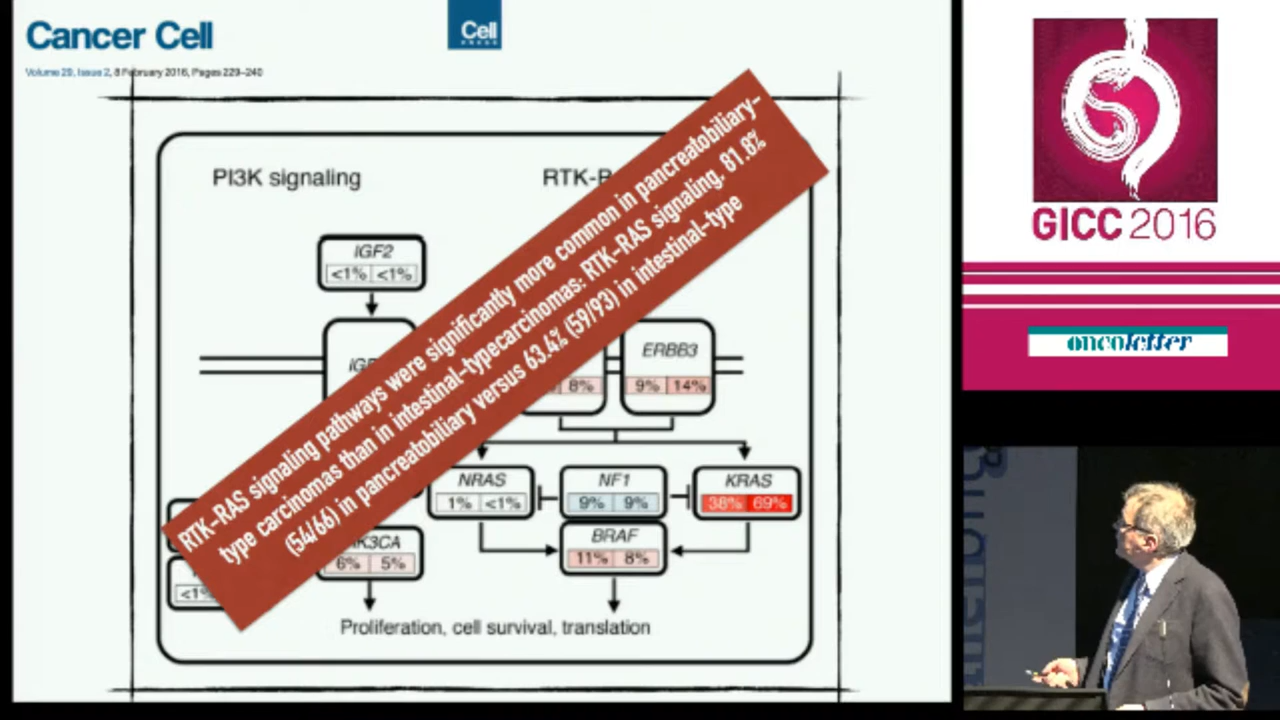 Cancer Cell
Cell
PRESS
Volume 29, Issue 2, 8 February 2016, Pages 229–240
PI3K signaling
RTK-R
IGF2
<1% <1%
RTK-RAS signaling pathways were significantly more common in pancreatobiliary-
type carcinomas than in intestinal-typecarcinomas: RTK-RAS signaling, 81.8%
(54/66) in pancreatobiliary versus 63.4% (59/93) in intestinal-type
8%
ERBB3
9% 14%
NRAS
1% <1%
NF1
9% 9%
KRAS
38% 69%
BRAF
11% 8%
K3CA
6% 5%
<1%
Proliferation, cell survival, translation
GICC 2016
oncoletter